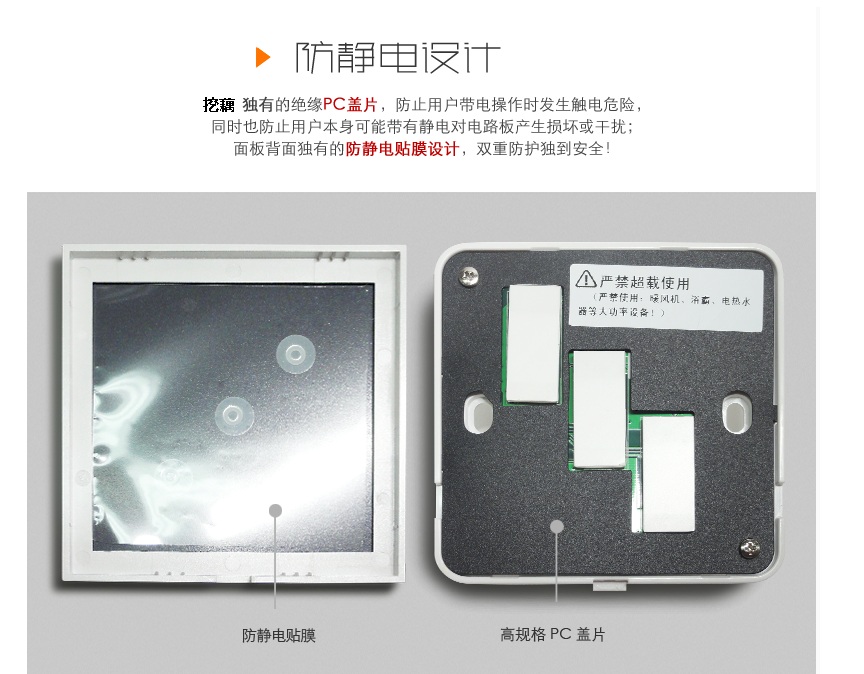 防静电设计
挖藕 独有的绝缘PC盖片，防止用户带电操作时发生触电危险，
同时也防止用户本身可能带有静电对电路板产生损坏或干扰；
面板背面独有的防静电贴膜设计，双重防护独到安全！
严禁超载使用
（严禁使用：暖风机、浴霸、电热水
器等大功率设备！）
防静电贴膜
高规格 PC 盖片